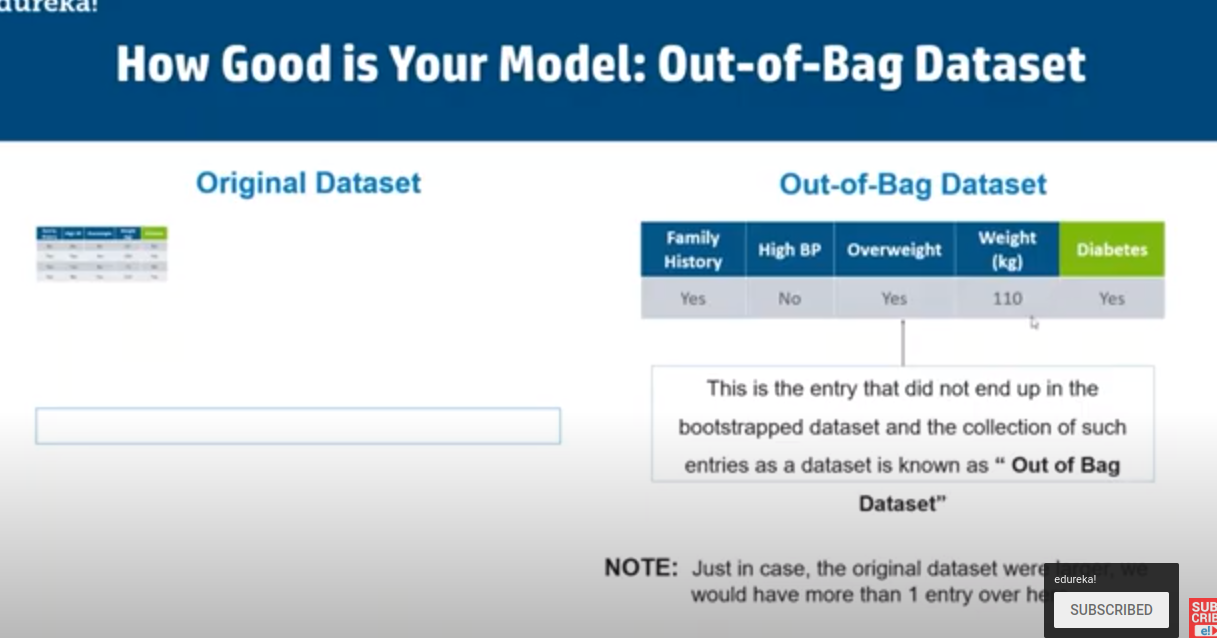 edureka!
How Good is Your Model: Out-of-Bag Dataset
Original Dataset
Out-of-Bag Dataset
Family History High BP Overweight Weight (kg) Diabetes
Yes No Yes 110 Yes
This is the entry that did not end up in the
bootstrapped dataset and the collection of such
entries as a dataset is known as “ Out of Bag
Dataset”
NOTE: Just in case, the original dataset were larger, we
would have more than 1 entry over he
edureka!
SUBSCRIBED
SUB
CRIB
e!